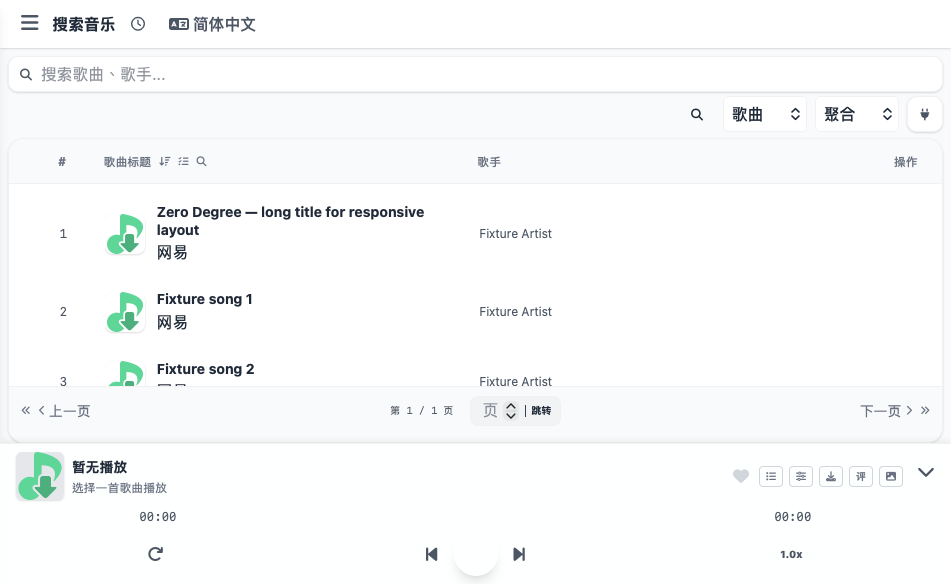 搜索音乐
简体中文
搜索歌曲、歌手...
歌曲
聚合
#
歌曲标题
歌手
操作
1
Zero Degree — long title for responsive
layout
网易
Fixture Artist
2
Fixture song 1
网易
Fixture Artist
3
Fixture song 2
Fixture Artist
« ‹ 上一页
第 1 / 1 页
页
| 跳转
下一页 › »
暂无播放
选择一首歌曲播放
评
00:00
00:00
1.0x